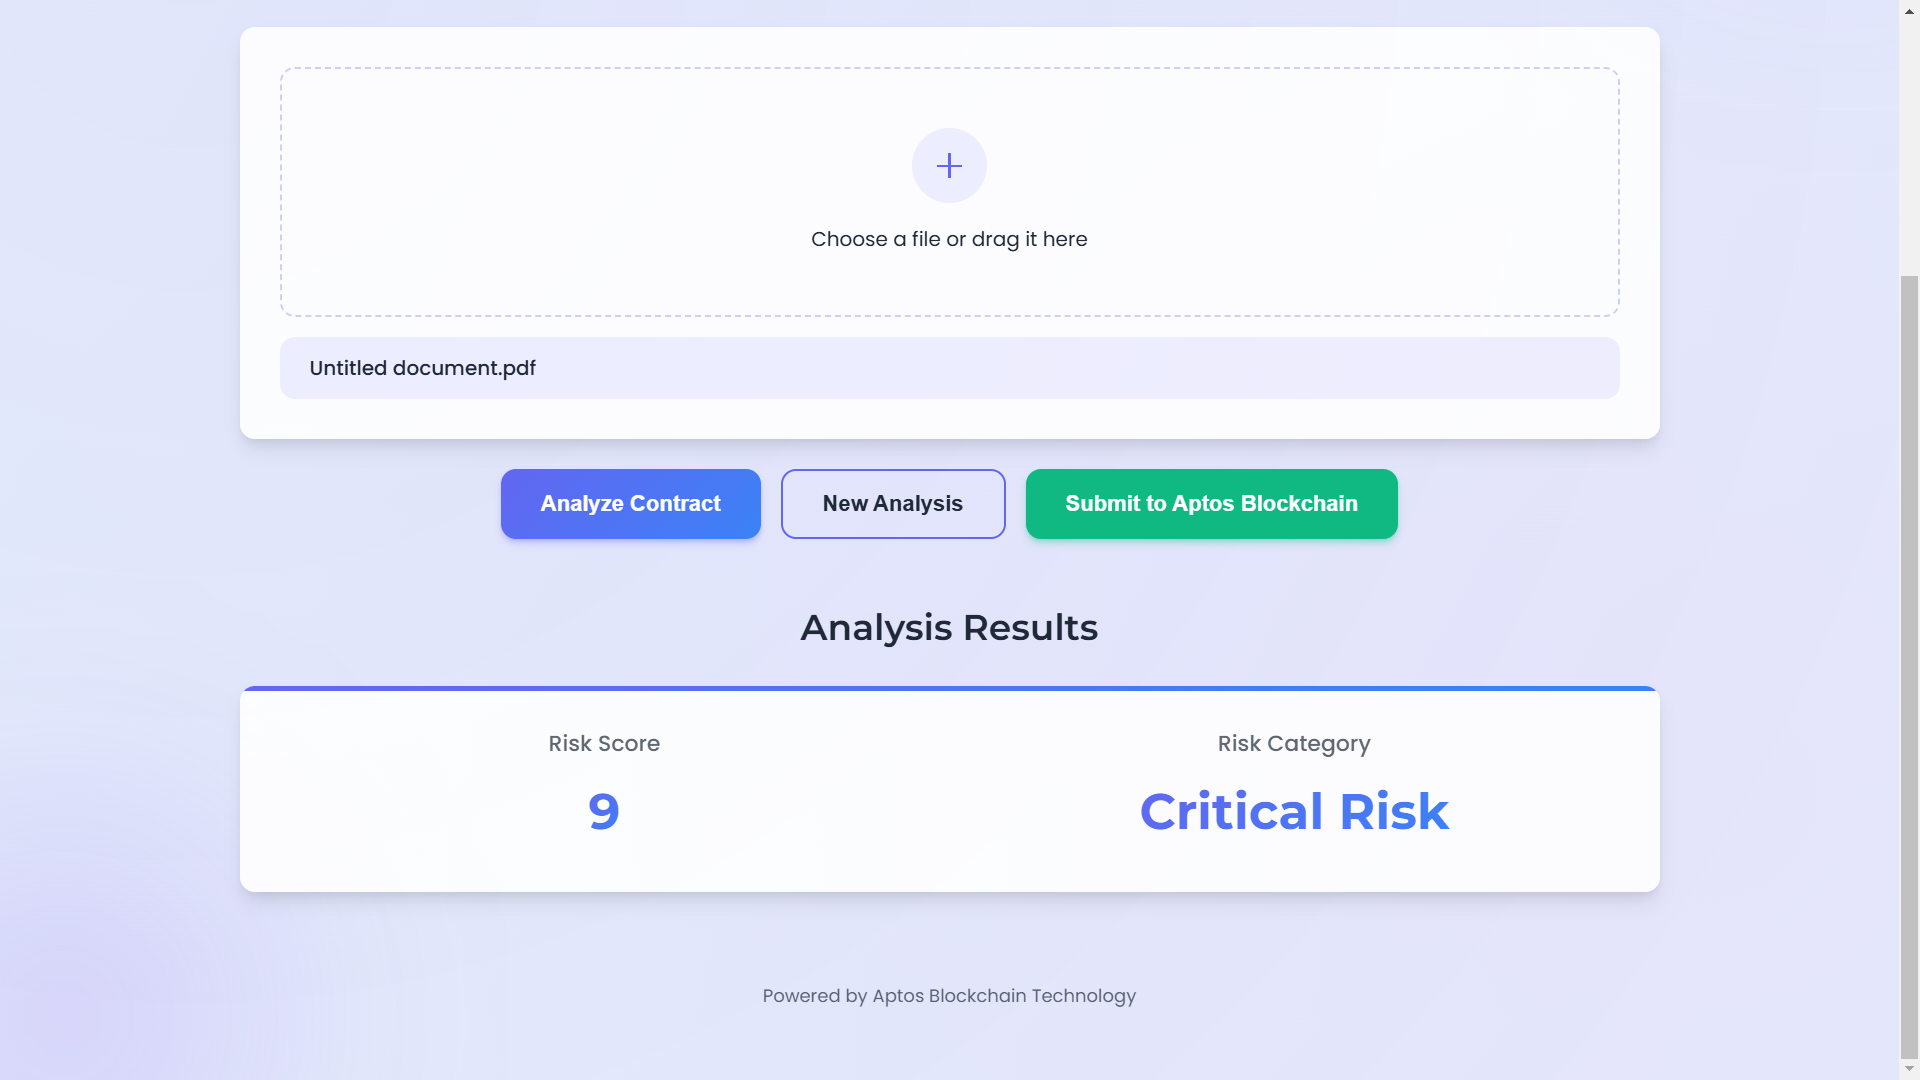 Choose a file or drag it here
Untitled document.pdf
Analyze Contract
New Analysis
Submit to Aptos Blockchain
Analysis Results
Risk Score
Risk Category
9
Critical Risk
Powered by Aptos Blockchain Technology